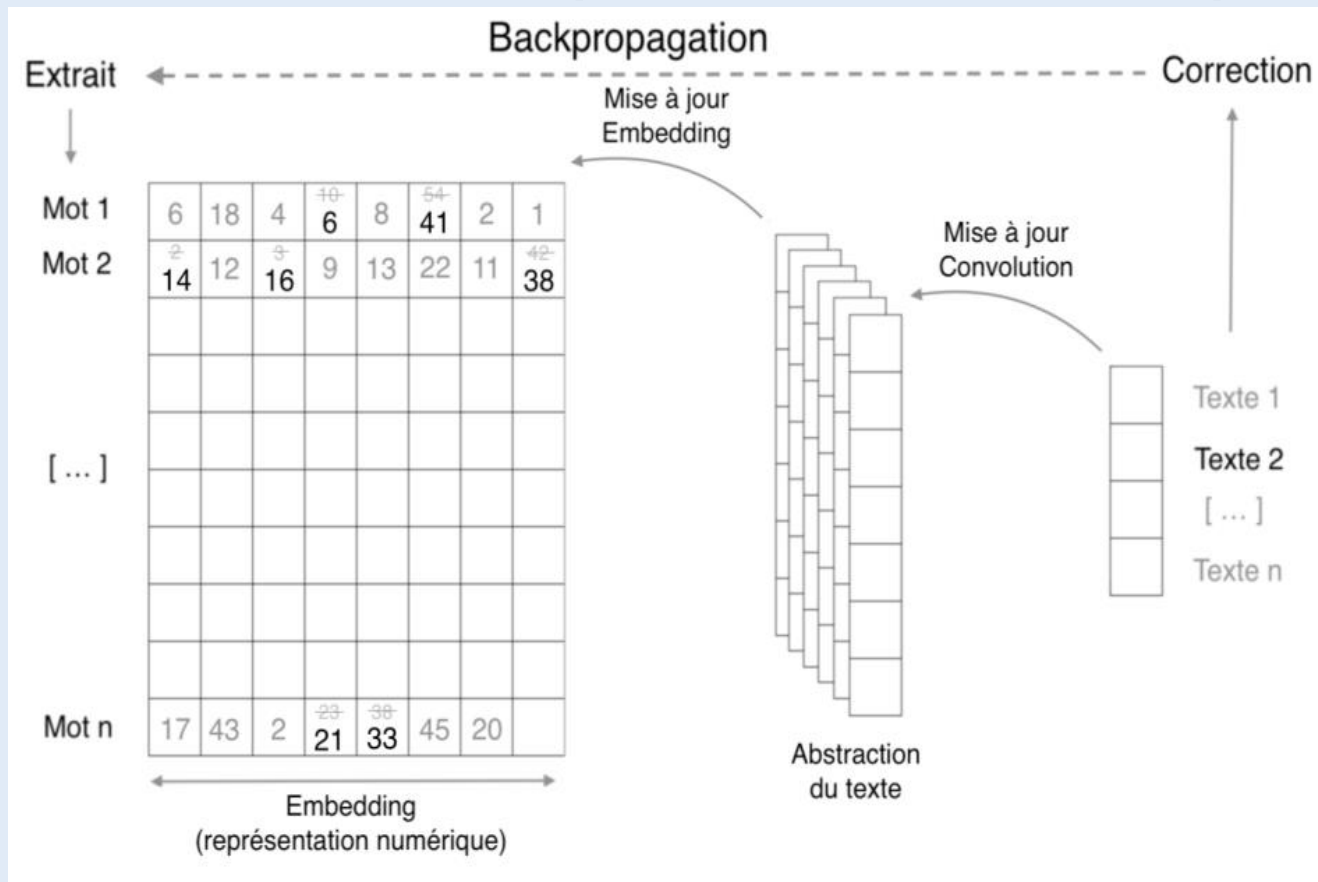 Backpropagation
Extrait
Correction
Mise à jour
Embedding
Mise à jour
Convolution
Mot 1
6 18 4 10 6 8 54 41 2 1
Mot 2
2 14 12 3 16 9 13 22 11 42 38
[ ... ]
Mot n
17 43 2 23 21 38 33 45 20
Embedding
(représentation numérique)
Abstraction
du texte
Texte 1
Texte 2
[ ... ]
Texte n